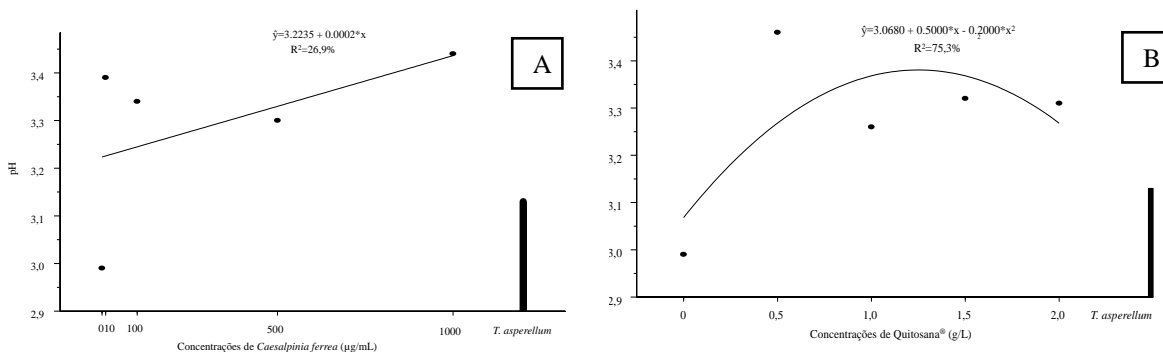 ŷ=3.2235 + 0.0002*x
R²=26,9%
A
3,4
3,3
3,2
3,1
3,0
2,9
pH
0 10 100 500 1000 T. asperellum
Concentrações de Caesalpinia ferrea (µg/mL)
ŷ=3.0680 + 0.5000*x - 0.2000*x²
R²=75,3%
B
3,4
3,3
3,2
3,1
3,0
2,9
0 0,5 1,0 1,5 2,0 T. asperellum
Concentrações de Quitosana® (g/L)